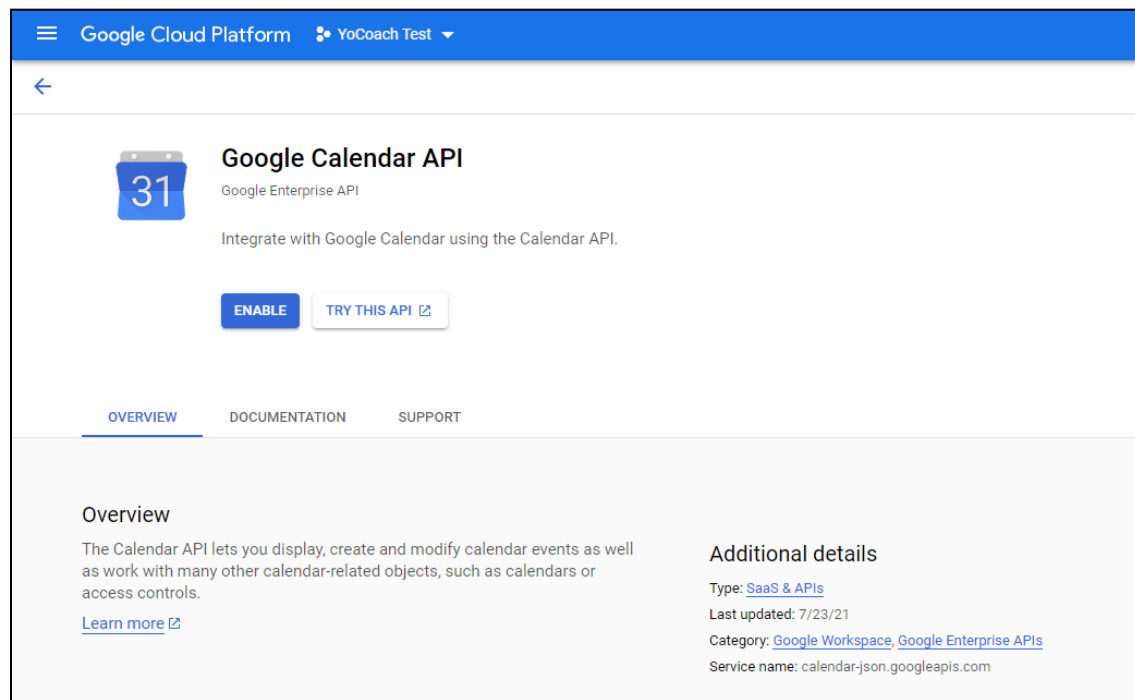 Google Cloud Platform YoCoach Test
Google Calendar API
31
Google Enterprise API
Integrate with Google Calendar using the Calendar API.
ENABLE TRY THIS API
OVERVIEW DOCUMENTATION SUPPORT
Overview
The Calendar API lets you display, create and modify calendar events as well
as work with many other calendar-related objects, such as calendars or
access controls.
Learn more
Additional details
Type: SaaS & APIs
Last updated: 7/23/21
Category: Google Workspace, Google Enterprise APIs
Service name: calendar-json.googleapis.com